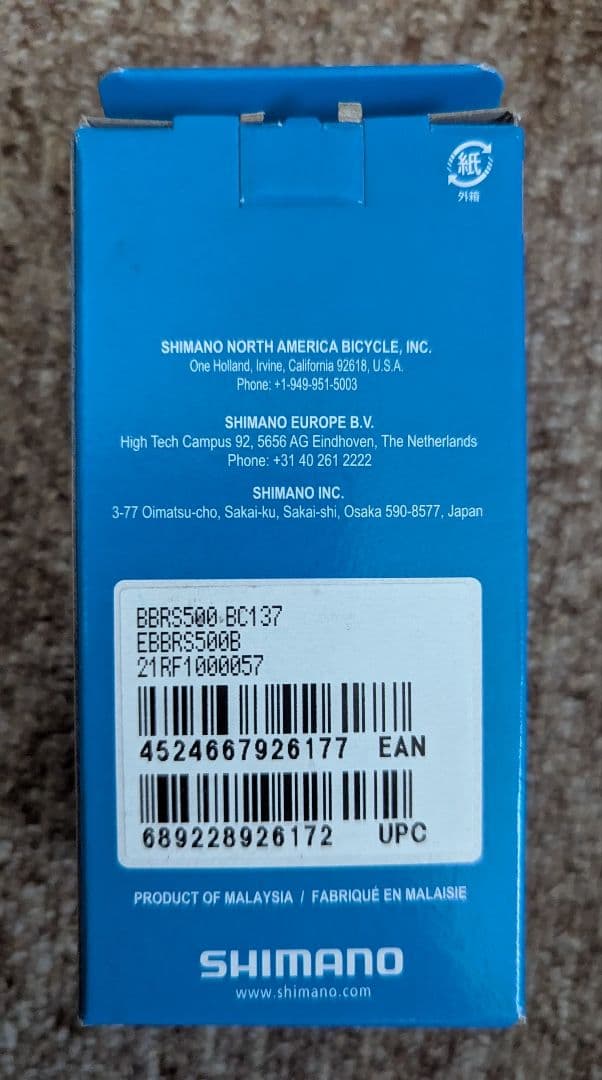 紙
外箱
SHIMANO NORTH AMERICA BICYCLE, INC.
One Holland, Irvine, California 92618, U.S.A.
Phone: +1-949-951-5003
SHIMANO EUROPE B.V.
High Tech Campus 92, 5656 AG Eindhoven, The Netherlands
Phone: +31 40 261 2222
SHIMANO INC.
3-77 Oimatsu-cho, Sakai-ku, Sakai-shi, Osaka 590-8577, Japan
BBRS500-BC137
EBBRS500B
21RF1000057
4524667926177 EAN
689228926172 UPC
PRODUCT OF MALAYSIA / FABRIQUÉ EN MALAISIE
SHIMANO
www.shimano.com